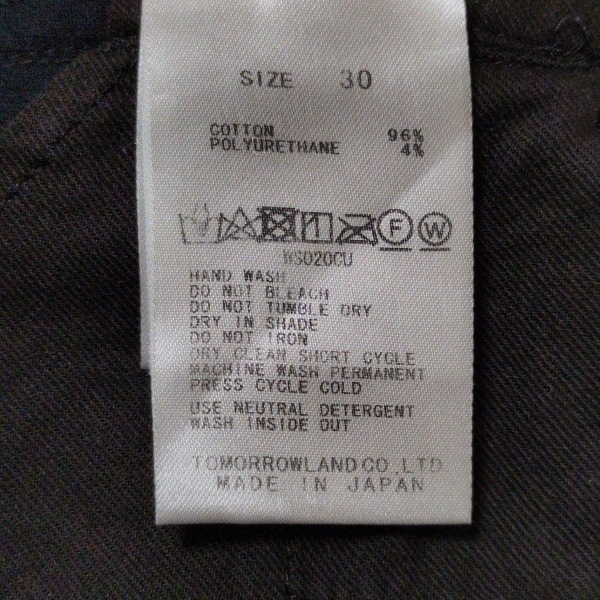 SIZE 30
COTTON 96%
POLYURETHANE 4%
F W
WS020CU
HAND WASH
DO NOT BLEACH
DO NOT TUMBLE DRY
DRY IN SHADE
DO NOT IRON
DRY CLEAN SHORT CYCLE
MACHINE WASH PERMANENT
PRESS CYCLE COLD
USE NEUTRAL DETERGENT
WASH INSIDE OUT
TOMORROWLAND CO.,LTD
MADE IN JAPAN